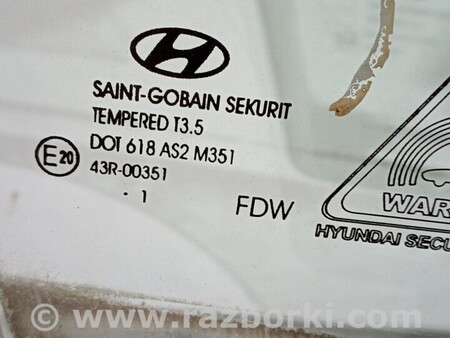 SAINT-GOBAIN SEKURIT
TEMPERED T3.5
DOT 618 AS2 M351
E20
43R-00351
. 1
FDW
WAR
HYUNDAI SECU
www.razborki.com